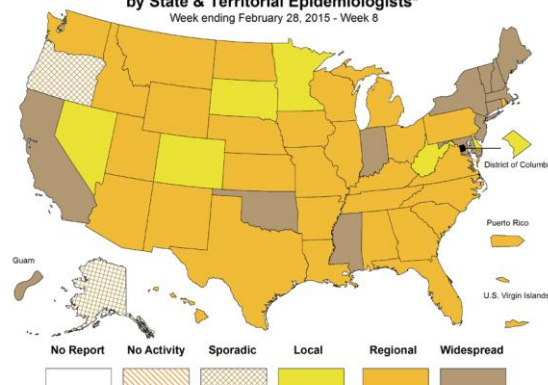 by State & Territorial Epidemiologists*
Week ending February 28, 2015 - Week 8
District of Columb
Puerto Rico
Guam
U.S. Virgin Islands
No Report No Activity Sporadic Local Regional Widespread